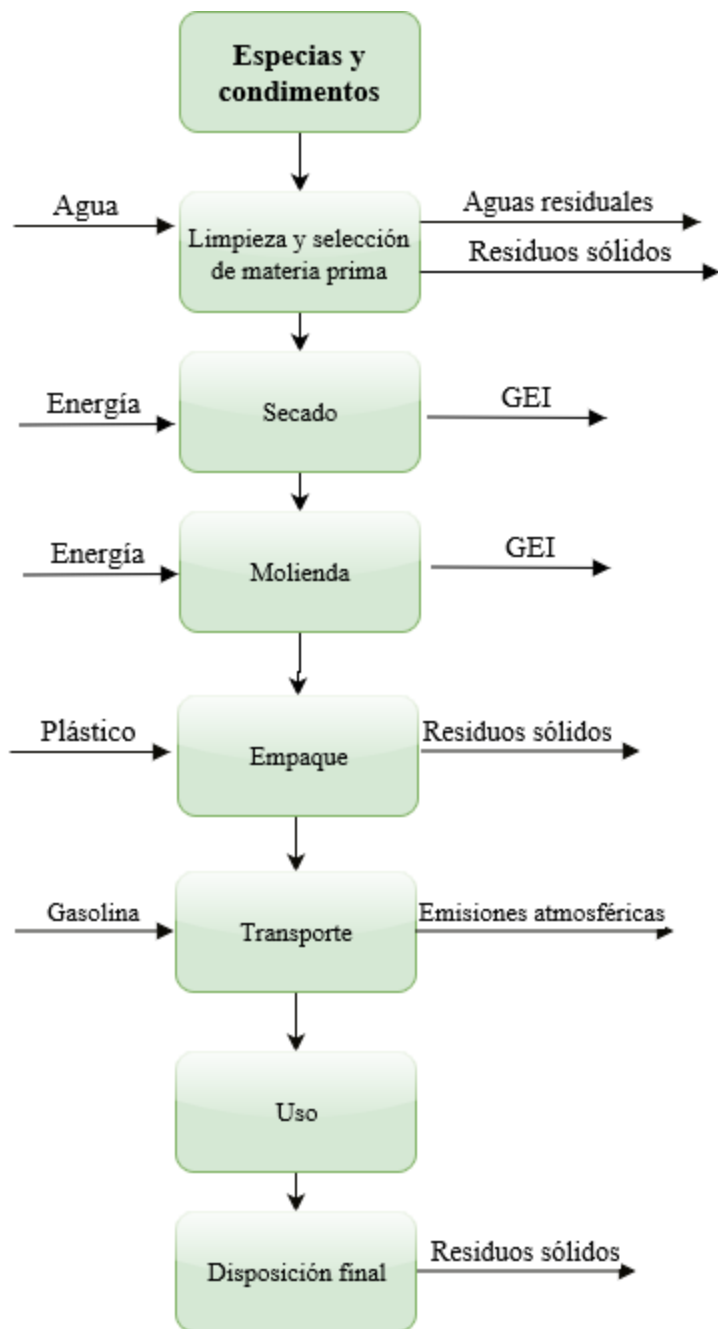 Especias y
condimentos
Agua
Limpieza y selección
de materia prima
Aguas residuales
Residuos sólidos
Energía
Secado
GEI
Energía
Molienda
GEI
Plástico
Empaque
Residuos sólidos
Gasolina
Transporte
Emisiones atmosféricas
Uso
Disposición final
Residuos sólidos